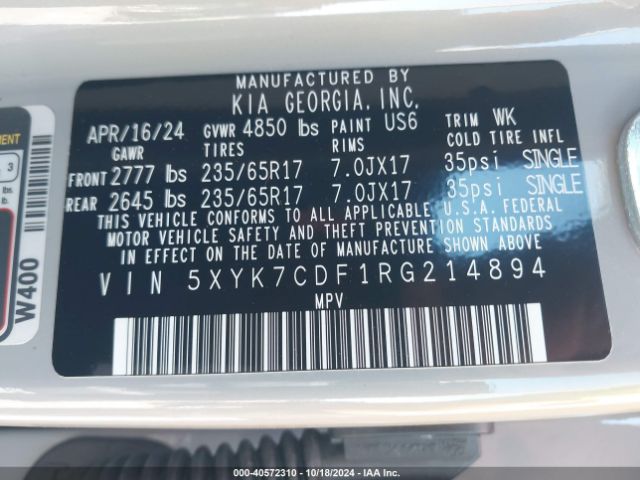 MANUFACTURED BY
KIA GEORGIA, INC.
APR/16/24 GVWR 4850 lbs PAINT US6 TRIM WK
GAWR TIRES RIMS COLD TIRE INFL
FRONT 2777 lbs 235/65R17 7.0JX17 35psi SINGLE
REAR 2645 lbs 235/65R17 7.0JX17 35psi SINGLE
THIS VEHICLE CONFORMS TO ALL APPLICABLE U.S.A. FEDERAL
MOTOR VEHICLE SAFETY AND THEFT PREVENTION STANDARDS
IN EFFECT ON THE DATE OF MANUFACTURE SHOWN ABOVE.
VIN 5XYK7CDF1RG214894
MPV
3
lbs.
W400
000-40572310 - 10/18/2024 - IAA Inc.